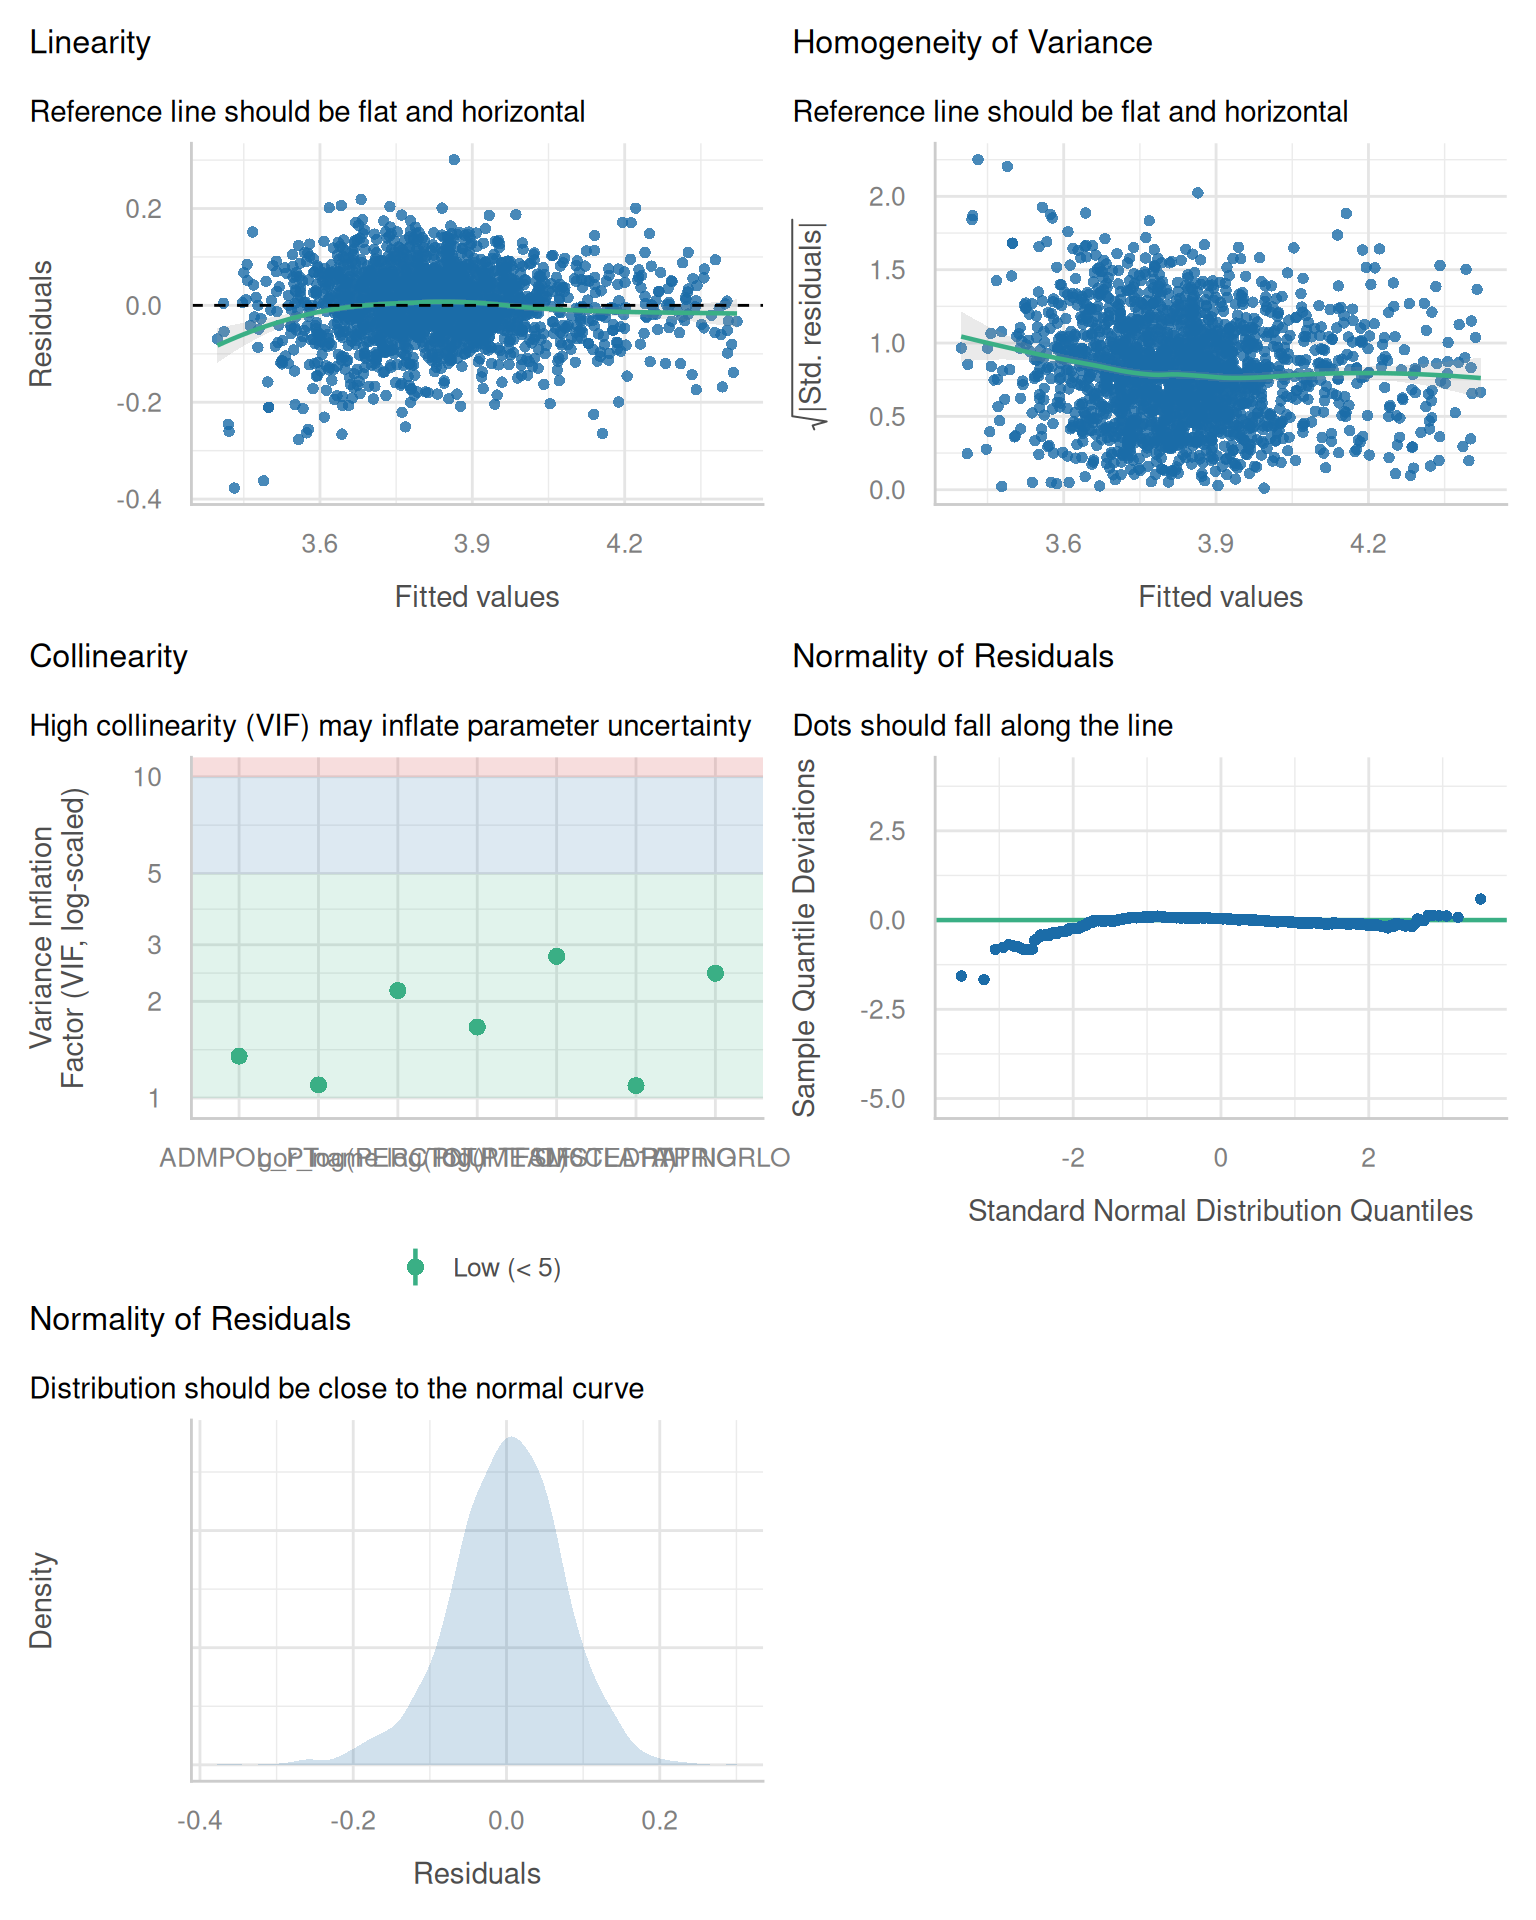 Linearity
Reference line should be flat and horizontal
Residuals
0.2
0.0
-0.2
-0.4
3.6 3.9 4.2
Fitted values
Homogeneity of Variance
Reference line should be flat and horizontal
√|Std. residuals|
2.0
1.5
1.0
0.5
0.0
3.6 3.9 4.2
Fitted values
Collinearity
High collinearity (VIF) may inflate parameter uncertainty
Variance Inflation
Factor (VIF, log-scaled)
10
5
3
2
1
Low (< 5)
Normality of Residuals
Dots should fall along the line
Sample Quantile Deviations
2.5
0.0
-2.5
-5.0
-2 0 2
Standard Normal Distribution Quantiles
Normality of Residuals
Distribution should be close to the normal curve
Density
-0.4 -0.2 0.0 0.2
Residuals